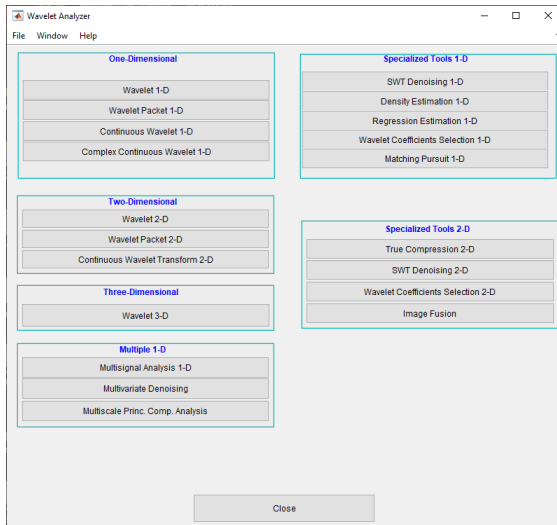 Wavelet Analyzer
File Window Help
One-Dimensional
Wavelet 1-D
Wavelet Packet 1-D
Continuous Wavelet 1-D
Complex Continuous Wavelet 1-D
Two-Dimensional
Wavelet 2-D
Wavelet Packet 2-D
Continuous Wavelet Transform 2-D
Three-Dimensional
Wavelet 3-D
Multiple 1-D
Multisignal Analysis 1-D
Multivariate Denoising
Multiscale Princ. Comp. Analysis
Specialized Tools 1-D
SWT Denoising 1-D
Density Estimation 1-D
Regression Estimation 1-D
Wavelet Coefficients Selection 1-D
Matching Pursuit 1-D
Specialized Tools 2-D
True Compression 2-D
SWT Denoising 2-D
Wavelet Coefficients Selection 2-D
Image Fusion
Close